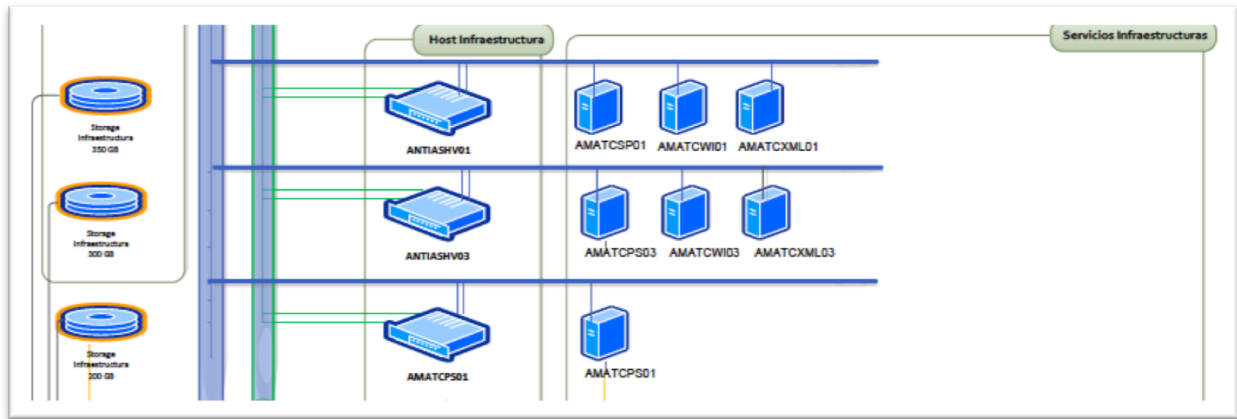 Host Infraestructura
Servicios Infraestructuras
Storage
Infraestructura
350 GB
ANTIASHV01
AMATCSP01
AMATCWI01
AMATCXML01
Storage
Infraestructura
300 GB
ANTIASHV03
AMATCPS03
AMATCWI03
AMATCXML03
Storage
Infraestructura
200 GB
AMATCPS01
AMATCPS01